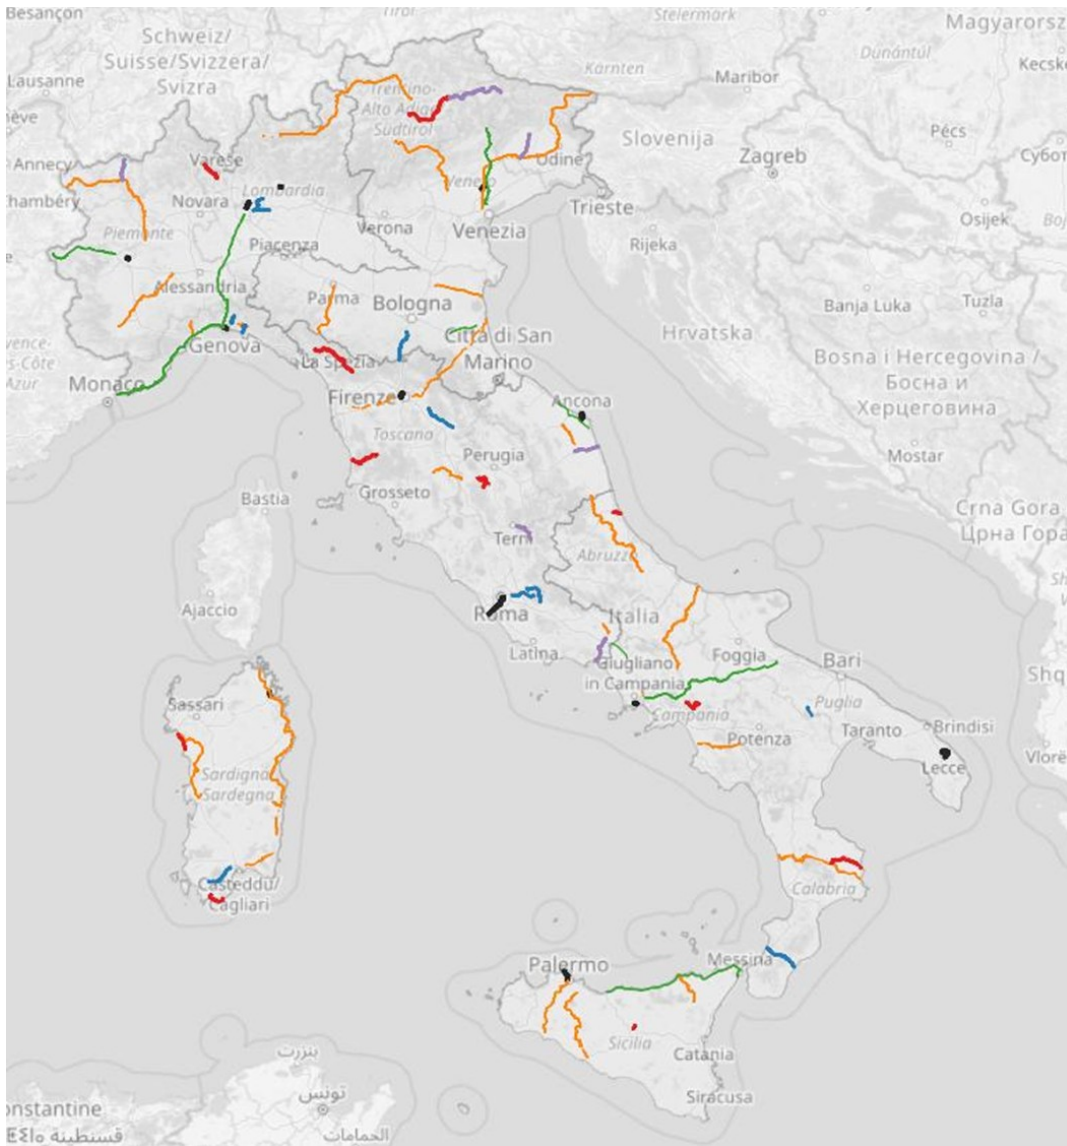 Besançon
Tirol
Steiermark
Magyarorsz
Schweiz/
Suisse/Svizzera/
Svizra
Lausanne
Kärnten
Maribor
Dunántúl
Kecske
Trentino-
Alto Adige
Südtirol
Slovenija
Pécs
Annecy
Varese
Udine
Zagreb
Субот
Chambéry
Novara
Lombardia
Veneto
Trieste
Osijek
Piemonte
Piacenza
Verona
Venezia
Rijeka
Alessandria
Parma
Bologna
Banja Luka
Tuzla
Genova
La Spezia
Città di San
Marino
Hrvatska
Bosna i Hercegovina /
Босна и
Херцеговина
Monaco
Firenze
Ancona
Toscana
Perugia
Mostar
Grosseto
Bastia
Crna Gora
Црна Гора
Terni
Abruzz
Ajaccio
Roma
Italia
Latina
Giugliano
in Campania
Foggia
Bari
Shq
Sassari
Campania
Puglia
Potenza
Taranto
Brindisi
Vlorë
Lecce
Sardigna/
Sardegna
Casteddu/
Cagliari
Calabria
Palermo
Messina
Sicilia
Catania
Siracusa
بنزرت
تونس
الحمامات
onstantine
قسنطينة